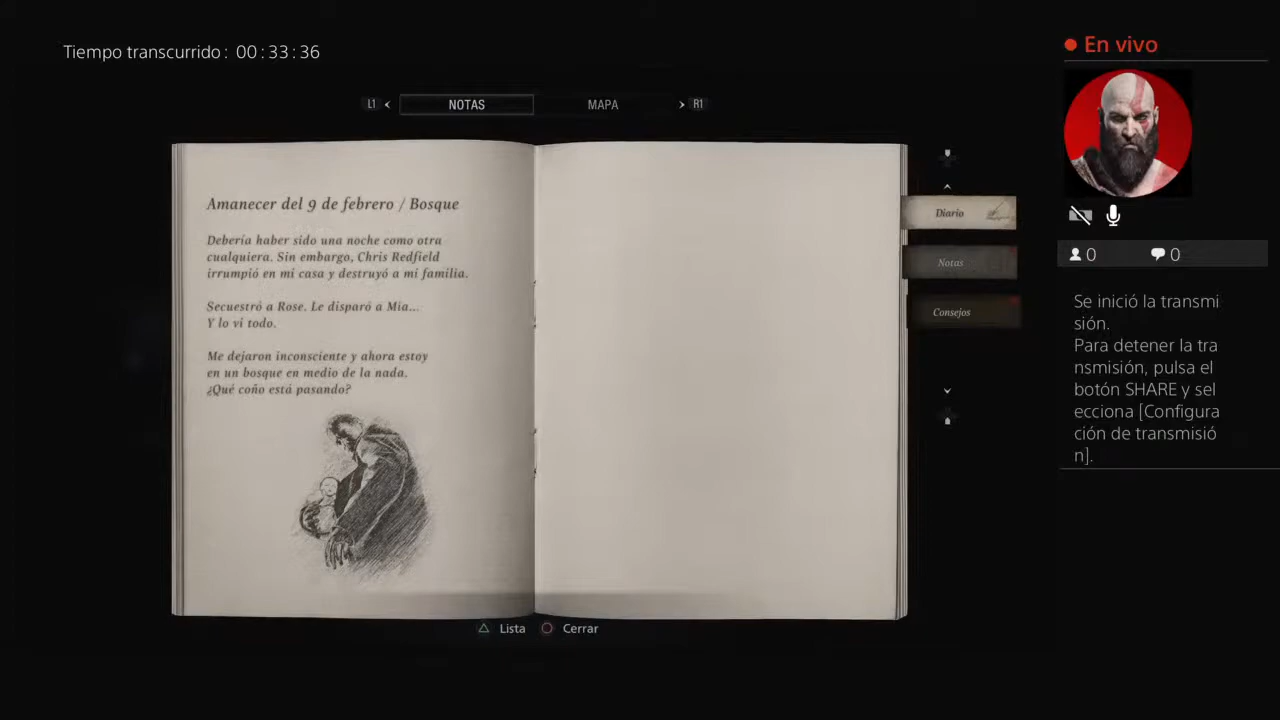 Tiempo transcurrido: 00:33:36
En vivo
L1 NOTAS MAPA R1
Amanecer del 9 de febrero / Bosque
Debería haber sido una noche como otra
cualquiera. Sin embargo, Chris Redfield
irrumpió en mi casa y destruyó a mi familia.
Secuestró a Rose. Le disparó a Mia...
Y lo vi todo.
Me dejaron inconsciente y ahora estoy
en un bosque en medio de la nada.
¿Qué coño está pasando?
Diario
Notas
Consejos
Lista Cerrar
0 0
Se inició la transmi
sión.
Para detener la tra
nsmisión, pulsa el
botón SHARE y sel
ecciona [Configura
ción de transmisió
n].